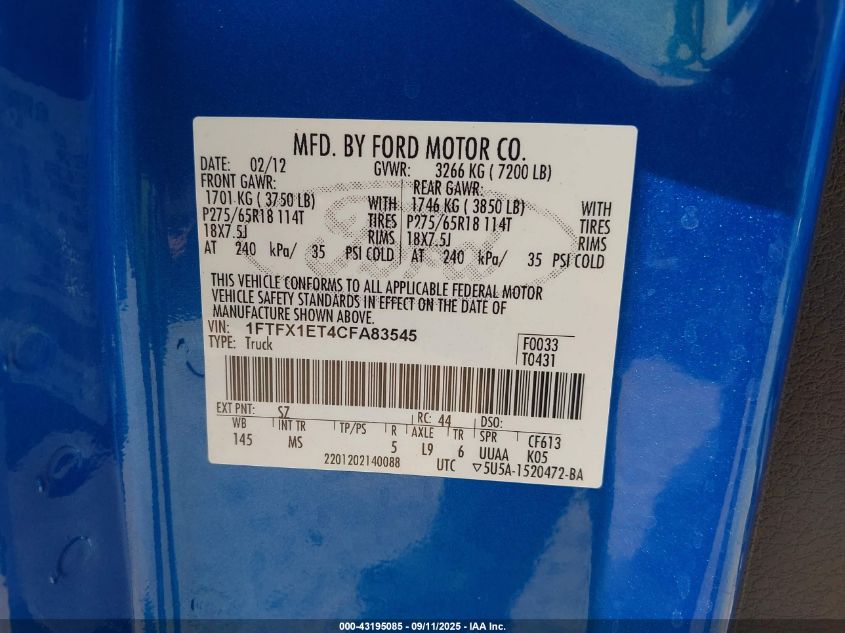 MFD. BY FORD MOTOR CO.
DATE: 02/12 GVWR: 3266 KG ( 7200 LB)
FRONT GAWR: REAR GAWR:
1701 KG ( 3750 LB) WITH 1746 KG ( 3850 LB) WITH
P275/65R18 114T TIRES P275/65R18 114T TIRES
18X7.5J RIMS 18X7.5J RIMS
AT 240 kPa/ 35 PSI COLD AT 240 kPa/ 35 PSI COLD
THIS VEHICLE CONFORMS TO ALL APPLICABLE FEDERAL MOTOR
VEHICLE SAFETY STANDARDS IN EFFECT ON THE DATE OF
MANUFACTURE SHOWN ABOVE.
VIN: 1FTFX1ET4CFA83545 F0033
TYPE: Truck T0431
EXT PNT: SZ RC: 44 DSO:
WB INT TR TP/PS R AXLE TR SPR CF613
145 MS 5 L9 6 UUAA K05
2201202140088 UTC ▽5U5A-1520472-BA
000-43195085 - 09/11/2025 - IAA Inc.